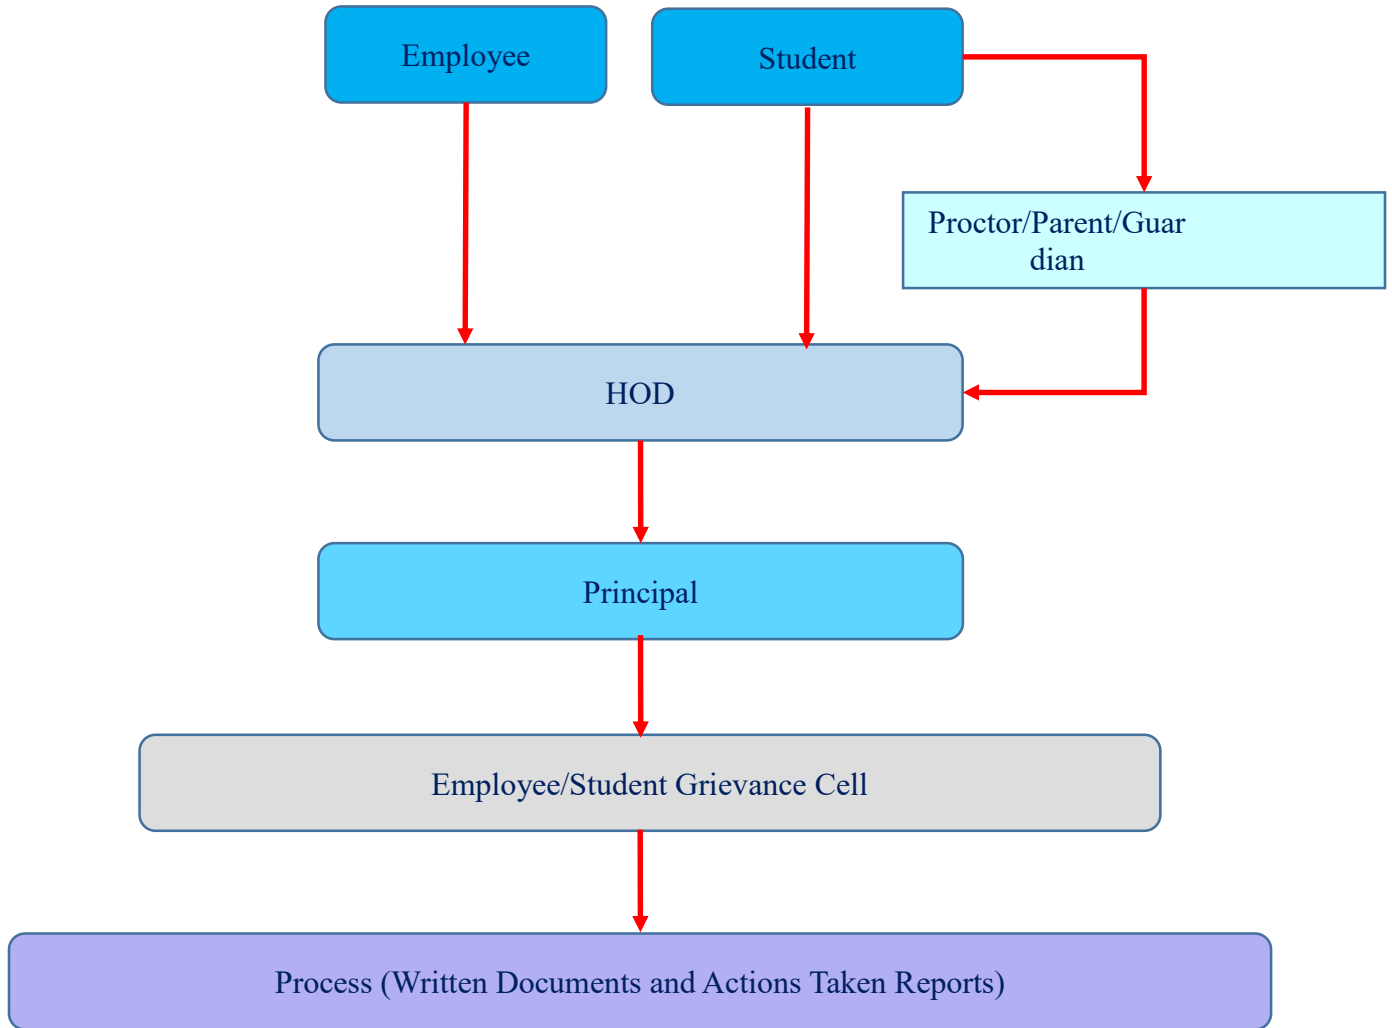 Employee
Student
Proctor/Parent/Guar
dian
HOD
Principal
Employee/Student Grievance Cell
Process (Written Documents and Actions Taken Reports)